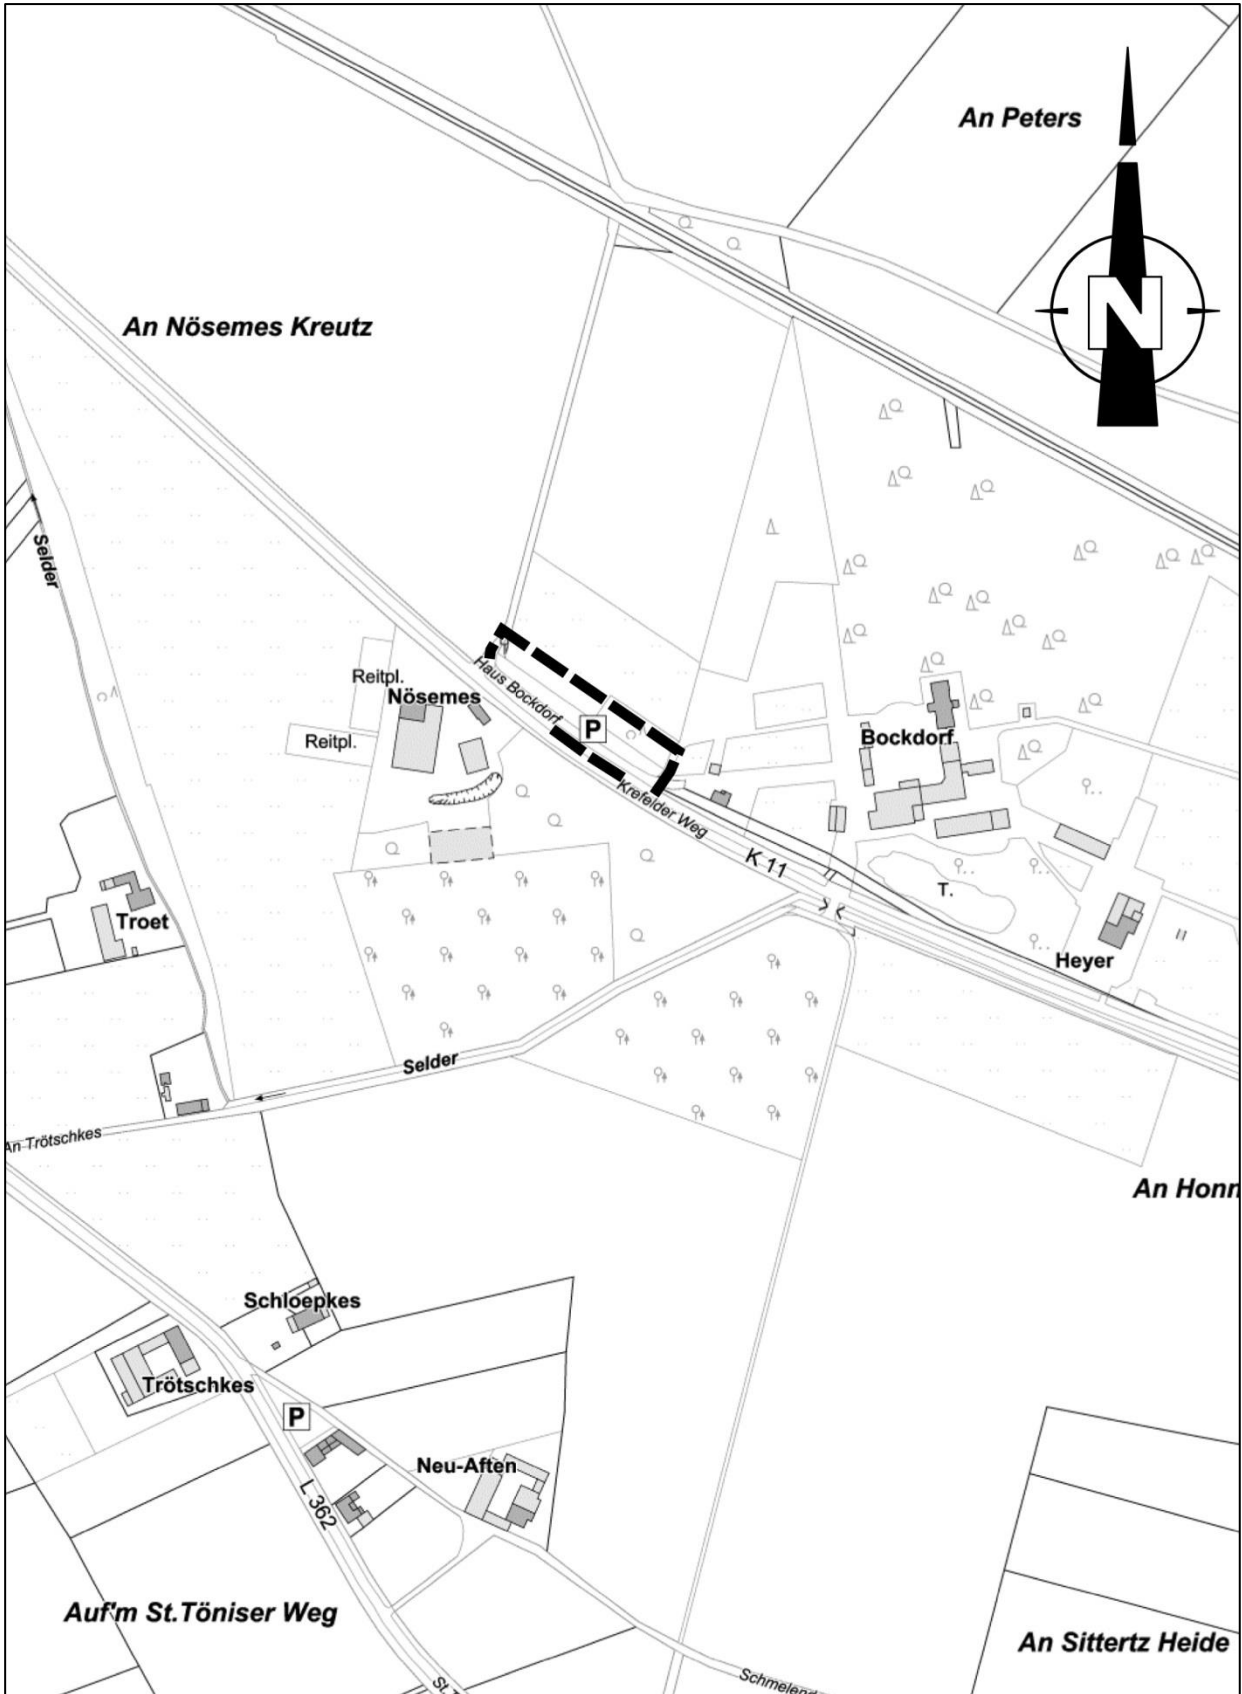 An Peters
N
An Nösemes Kreutz
Selder
Reitpl.
Nösemes
Haus Bockdorf
P
Reitpl.
Bockdorf
Krefelder Weg
K 11
T.
Troet
Heyer
Selder
An Trötschkes
An Honn
Schloepkes
Trötschkes
P
Neu-Aften
L 362
Auf'm St.Töniser Weg
An Sittertz Heide